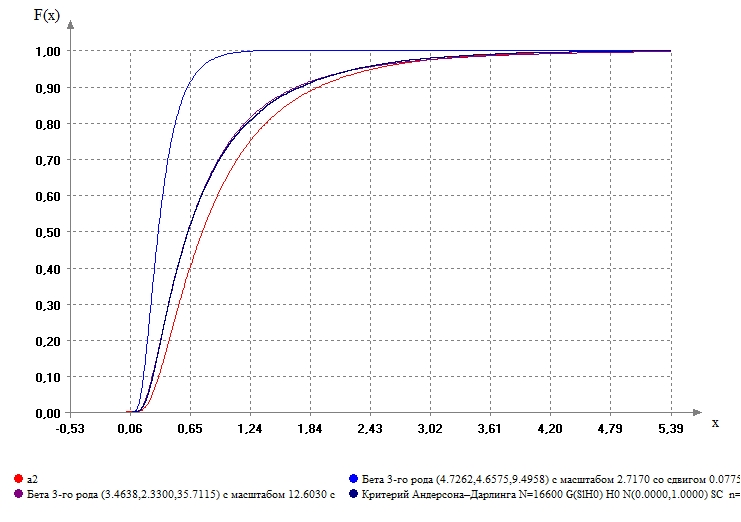 F(x)
1,00
0,90
0,80
0,70
0,60
0,50
0,40
0,30
0,20
0,10
0,00
-0,53 0,06 0,65 1,24 1,84 2,43 3,02 3,61 4,20 4,79 5,39
x
a2
Бета 3-го рода (4.7262,4.6575,9.4958) с масштабом 2.7170 со сдвигом 0.0775
Бета 3-го рода (3.4638,2.3300,35.7115) с масштабом 12.6030 с
Критерий Андерсона–Дарлинга N=16600 G(S|H0) H0 N(0.0000,1.0000) SC n=